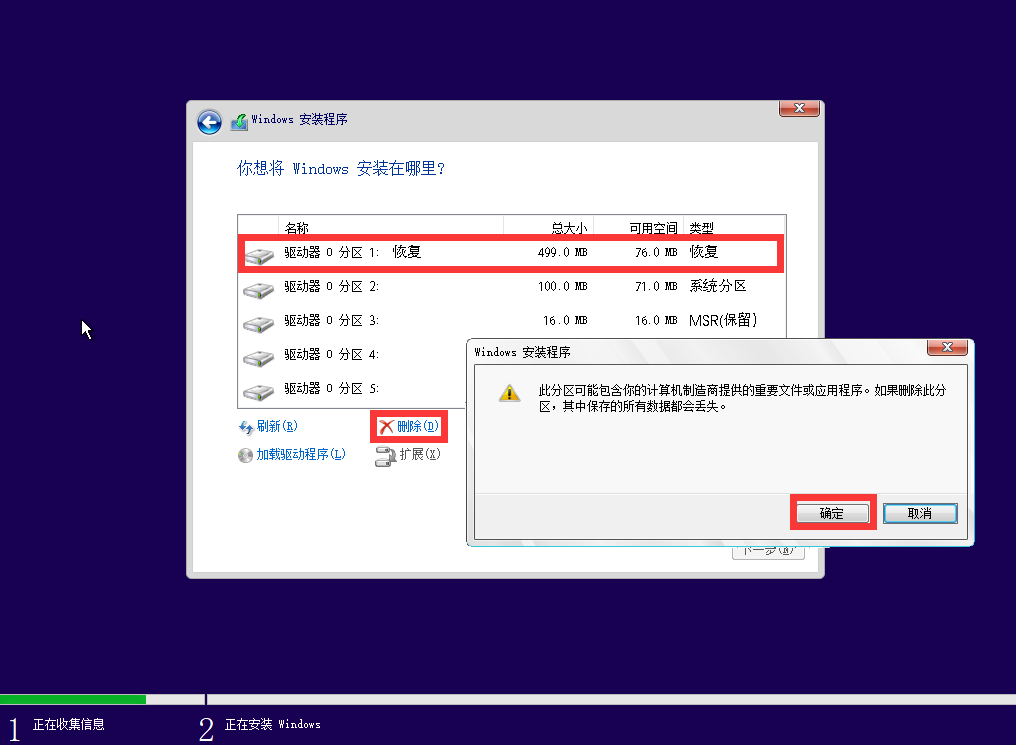 Windows 安装程序
你想将 Windows 安装在哪里?
名称 总大小 可用空间 类型
驱动器 0 分区 1: 恢复 499.0 MB 76.0 MB 恢复
驱动器 0 分区 2: 100.0 MB 71.0 MB 系统分区
驱动器 0 分区 3: 16.0 MB 16.0 MB MSR(保留)
驱动器 0 分区 4:
驱动器 0 分区 5:
刷新(R) 删除(D)
加载驱动程序(L) 扩展(X)
Windows 安装程序
此分区可能包含你的计算机制造商提供的重要文件或应用程序。如果删除此分
区，其中保存的所有数据都会丢失。
确定 取消
下一步(N)
1 正在收集信息 2 正在安装 Windows